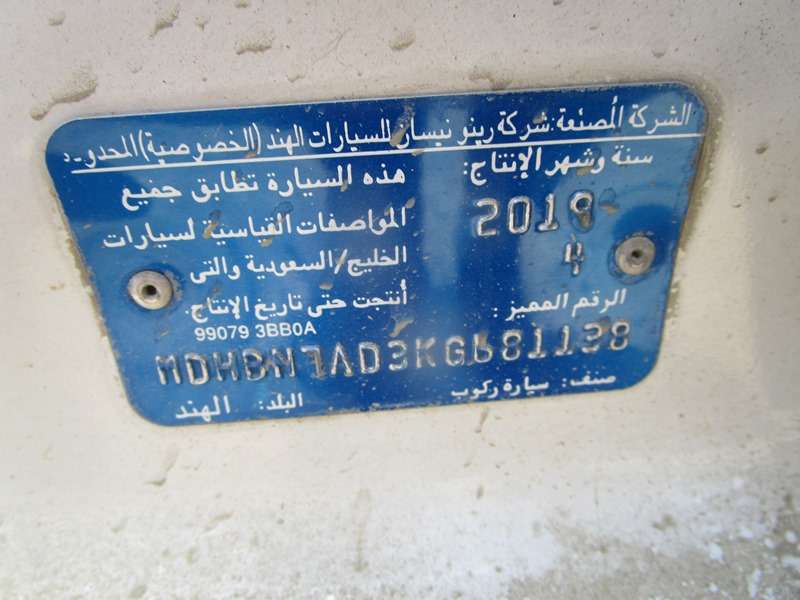 الشركة المصنعة: شركة رينو نيسان للسيارات الهند (الخصوصية) المحدودة
سنة وشهر الإنتاج:
2019
4
هذه السيارة تطابق جميع
المواصفات القياسية لسيارات
الخليج/السعودية والتى
أنتجت حتى تاريخ الإنتاج.
99079 3BB0A
الرقم المميز :
MDHBN7AD3KG681138
صنف: سيارة ركوب
البلد: الهند